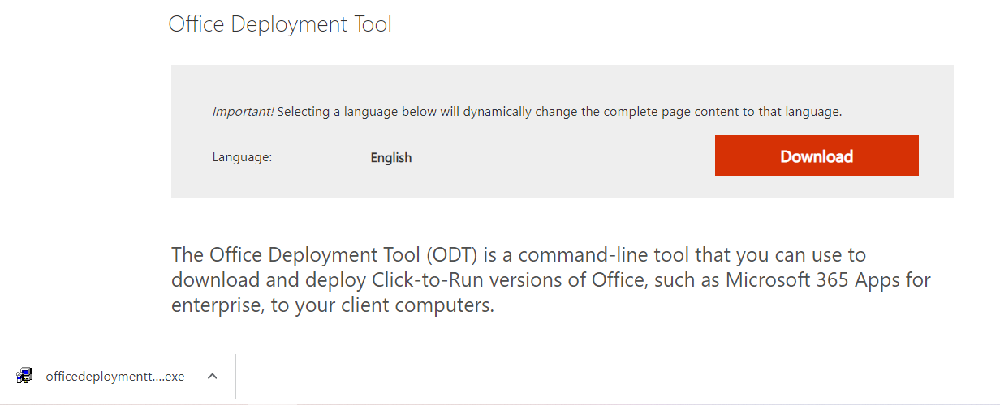 Office Deployment Tool
Important! Selecting a language below will dynamically change the complete page content to that language.
Language:
English
Download
The Office Deployment Tool (ODT) is a command-line tool that you can use to
download and deploy Click-to-Run versions of Office, such as Microsoft 365 Apps for
enterprise, to your client computers.
officedeploymentt....exe